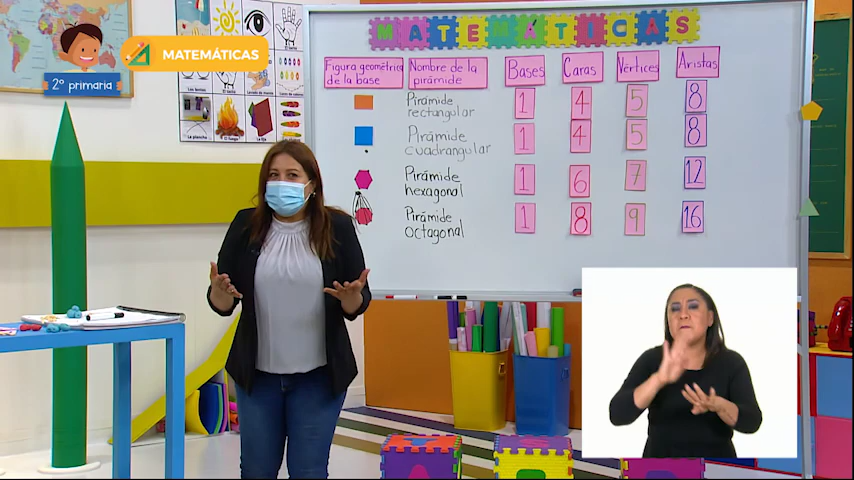 MATEMÁTICAS
2º primaria
MATEMÁTICAS
Figura geométrica de la base
Nombre de la pirámide
Bases
Caras
Vértices
Aristas
Pirámide rectangular
1
4
5
8
Pirámide cuadrangular
1
4
5
8
Pirámide hexagonal
1
6
7
12
Pirámide octagonal
1
8
9
16